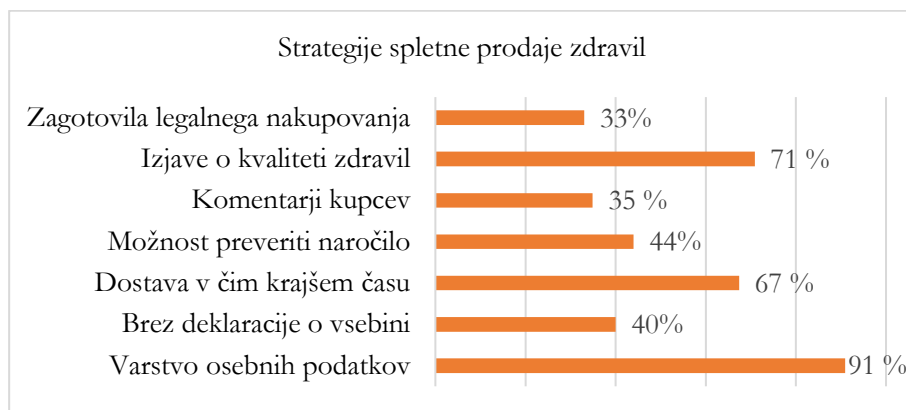 Strategije spletne prodaje zdravil
Zagotovila legalnega nakupovanja 33%
Izjave o kvaliteti zdravil 71 %
Komentarji kupcev 35 %
Možnost preveriti naročilo 44%
Dostava v čim krajšem času 67 %
Brez deklaracije o vsebini 40%
Varstvo osebnih podatkov 91 %